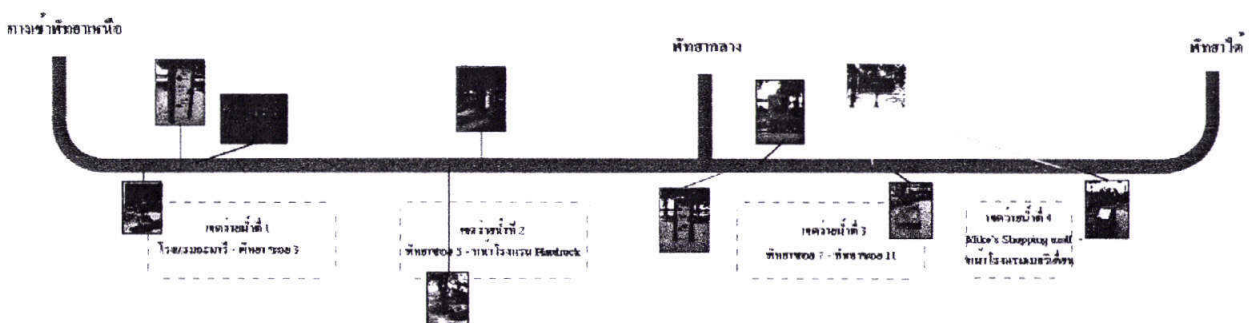 ทางเข้าพัทยาเหนือ
พัทยากลาง
พัทยาใต้
เขตว่ายน้ำที่ 1
พัทยาซอย 3
เขตว่ายน้ำที่ 2
พัทยาซอย 5 - หน้าโรงแรม Hardrock
เขตว่ายน้ำที่ 3
พัทยาซอย 7 - พัทยาซอย 11
เขตว่ายน้ำที่ 4
Mike's Shopping mall -